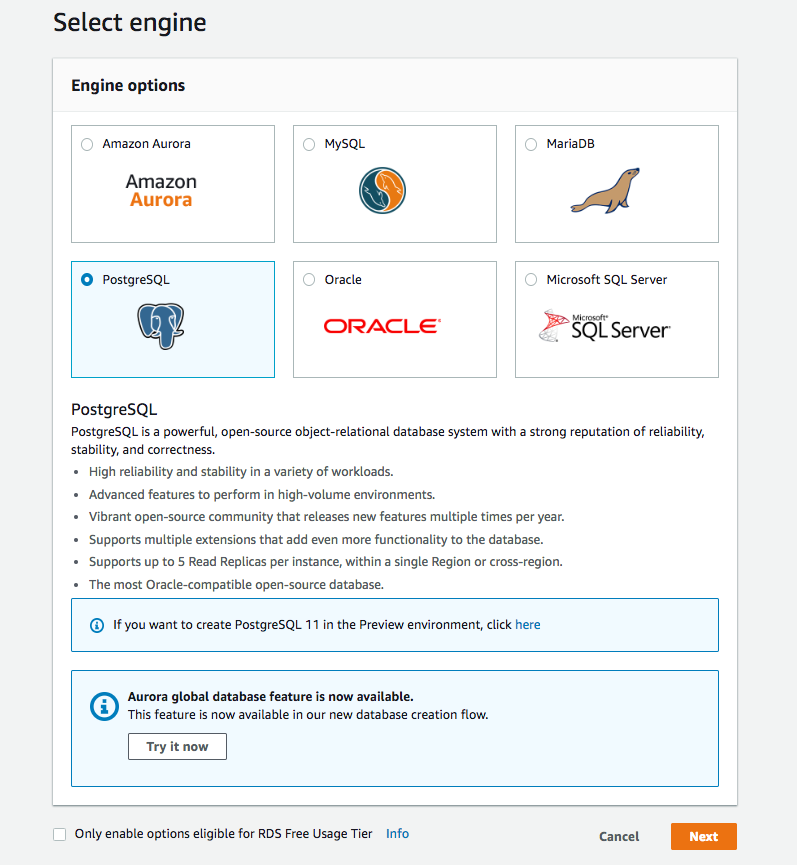 Select engine
Engine options
Amazon Aurora
Amazon
Aurora
MySQL
MariaDB
PostgreSQL
Oracle
ORACLE®
Microsoft SQL Server
Microsoft®
SQL Server®
PostgreSQL
PostgreSQL is a powerful, open-source object-relational database system with a strong reputation of reliability,
stability, and correctness.
• High reliability and stability in a variety of workloads.
• Advanced features to perform in high-volume environments.
• Vibrant open-source community that releases new features multiple times per year.
• Supports multiple extensions that add even more functionality to the database.
• Supports up to 5 Read Replicas per instance, within a single Region or cross-region.
• The most Oracle-compatible open-source database.
If you want to create PostgreSQL 11 in the Preview environment, click here
Aurora global database feature is now available.
This feature is now available in our new database creation flow.
Try it now
Only enable options eligible for RDS Free Usage Tier Info
Cancel
Next